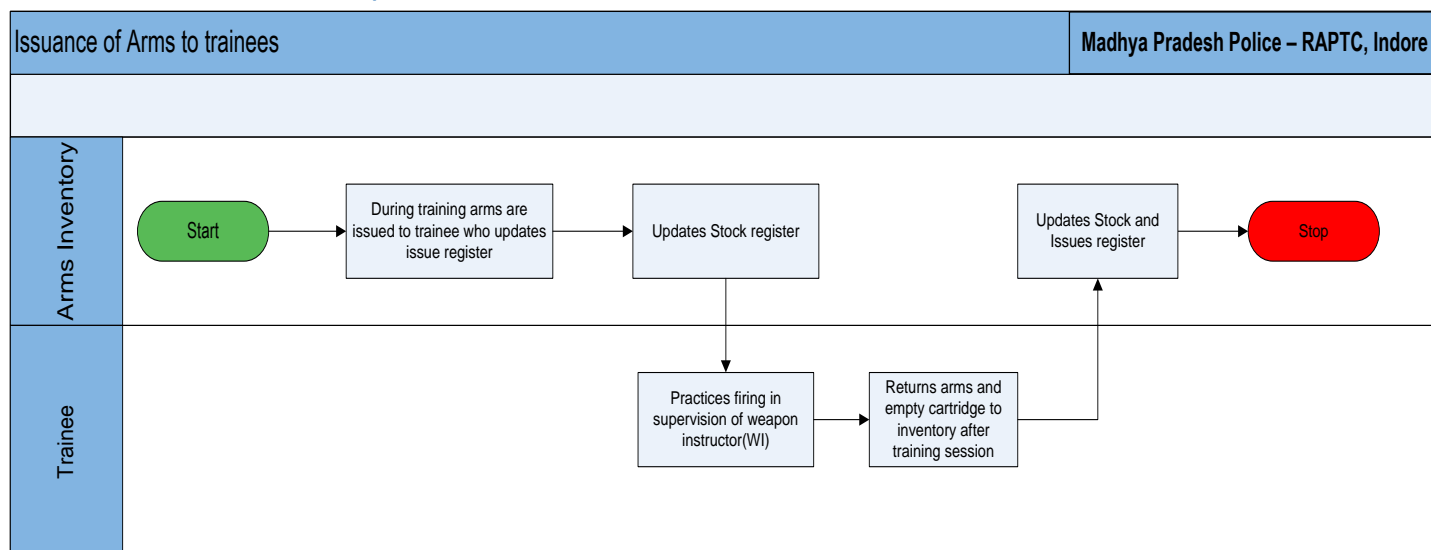 Issuance of Arms to trainees
Madhya Pradesh Police – RAPTC, Indore
Arms Inventory
Start
During training arms are
issued to trainee who updates
issue register
Updates Stock register
Updates Stock and
Issues register
Stop
Trainee
Practices firing in
supervision of weapon
instructor(WI)
Returns arms and
empty cartridge to
inventory after
training session